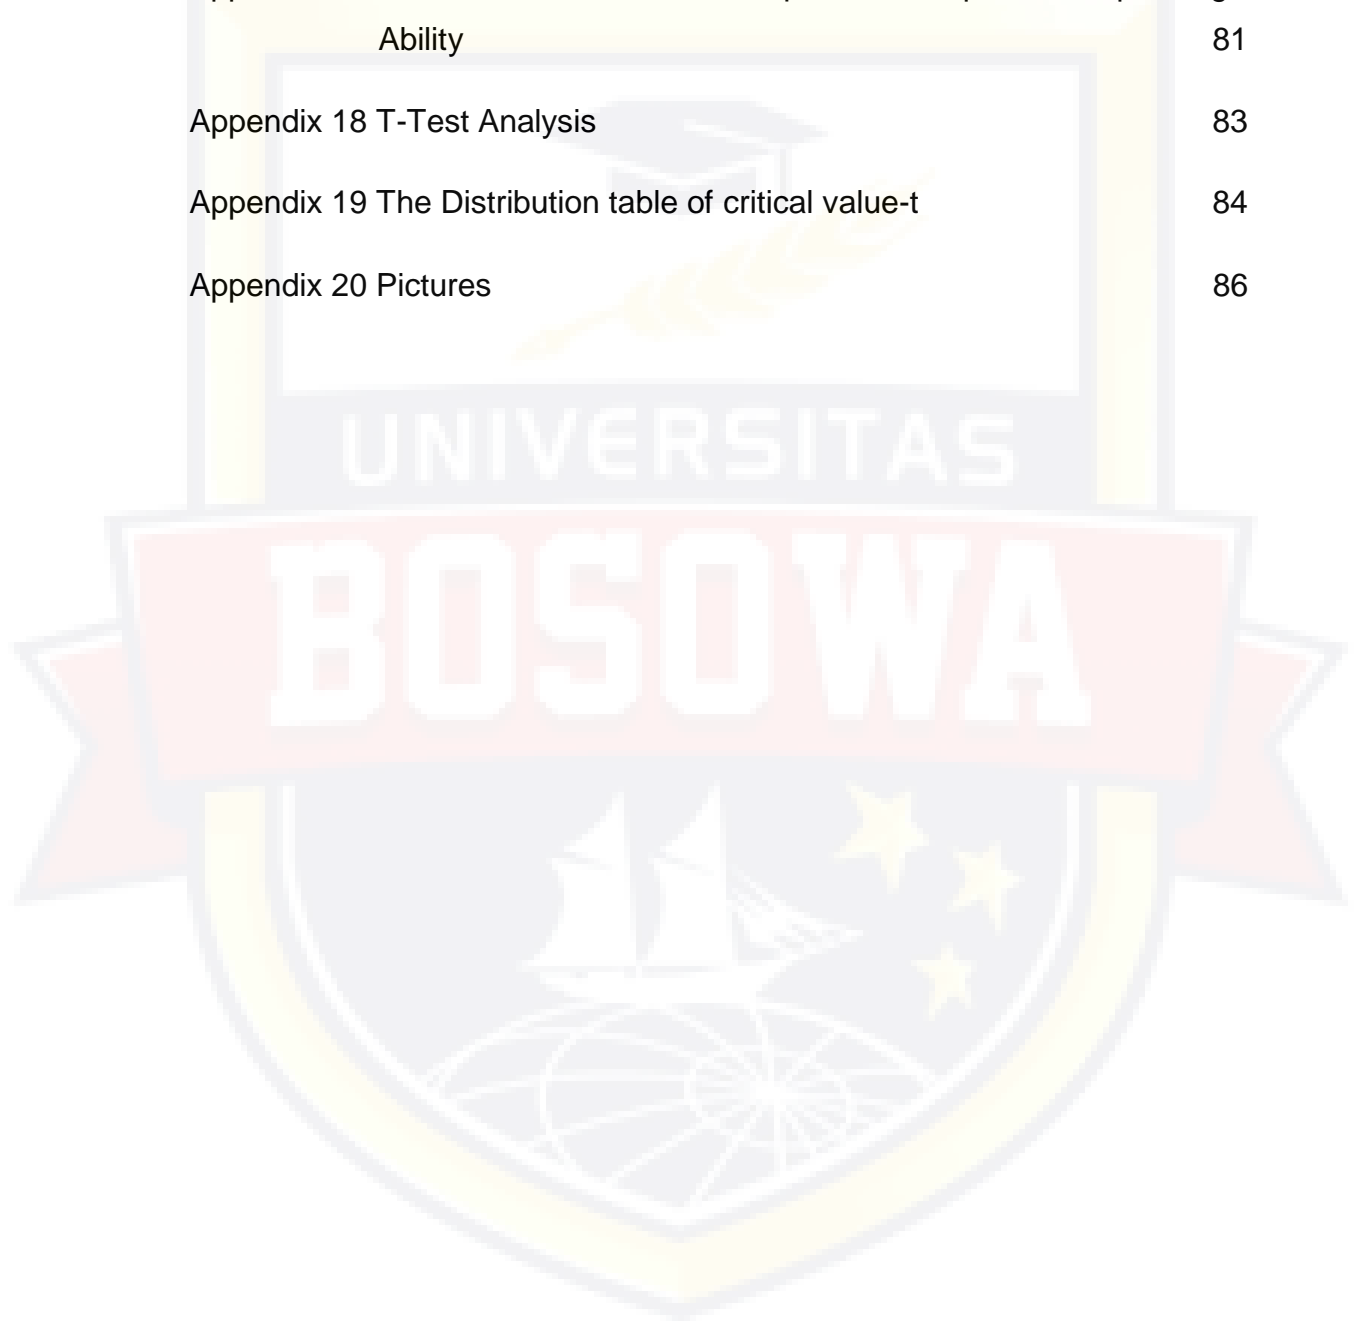 Ability 81
Appendix 18 T-Test Analysis 83
Appendix 19 The Distribution table of critical value-t 84
Appendix 20 Pictures 86
UNIVERSITAS
BOSOWA